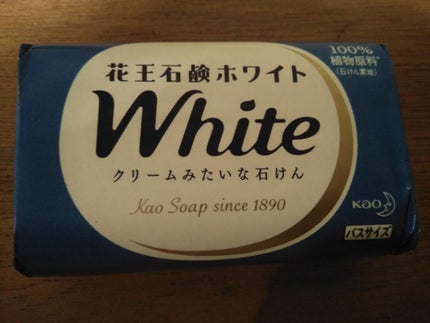 100%
植物原料*
(石けん素地)
花王石鹸ホワイト
White
クリームみたいな石けん
Kao Soap since 1890
Kao
バスサイズ